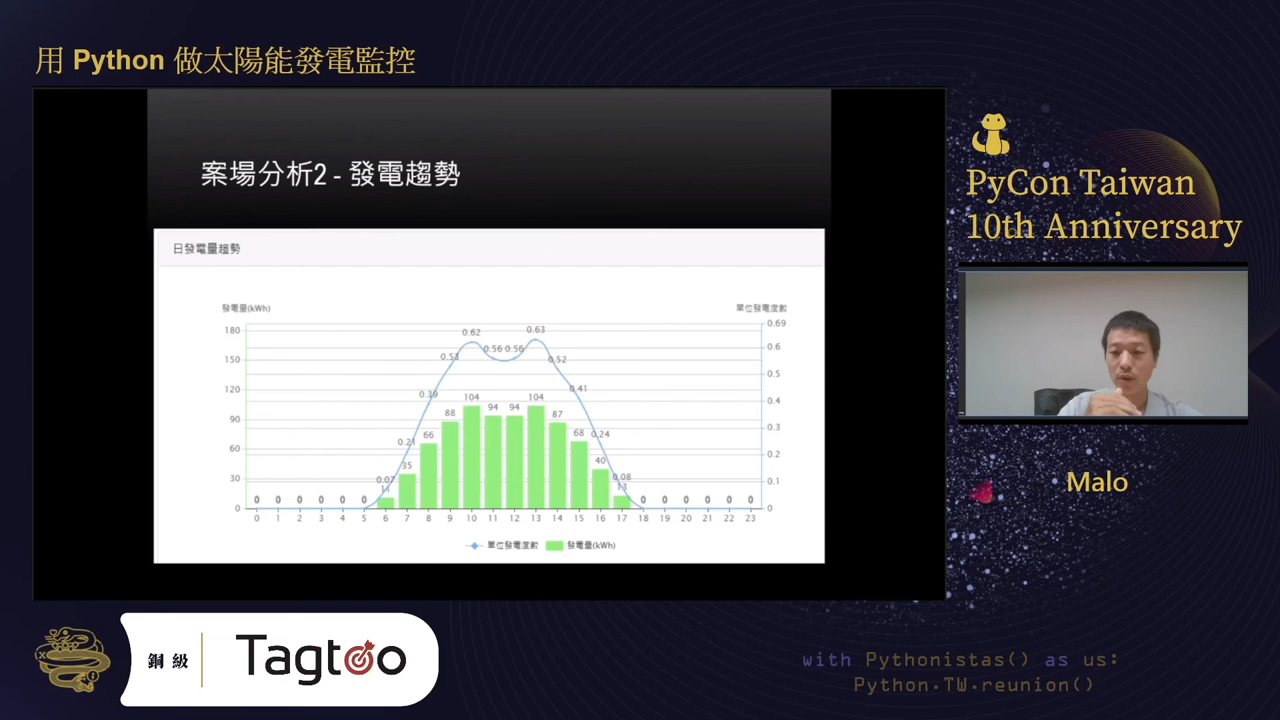 用 Python 做太陽能發電監控
案場分析2 - 發電趨勢
日發電量趨勢
發電量(kWh)
單位發電度數
180
150
120
90
60
30
0
0.69
0.6
0.5
0.4
0.3
0.2
0.1
0
0.07 0.21 0.39 0.53 0.62 0.56 0.56 0.63 0.52 0.41 0.24 0.08
0 0 0 0 0 0 11 35 66 88 104 94 94 104 87 68 40 13 0 0 0 0 0 0
0 1 2 3 4 5 6 7 8 9 10 11 12 13 14 15 16 17 18 19 20 21 22 23
單位發電度數 發電量(kWh)
PyCon Taiwan
10th Anniversary
Malo
銅級
Tagtoo
with Pythonistas() as us:
Python.TW.reunion()